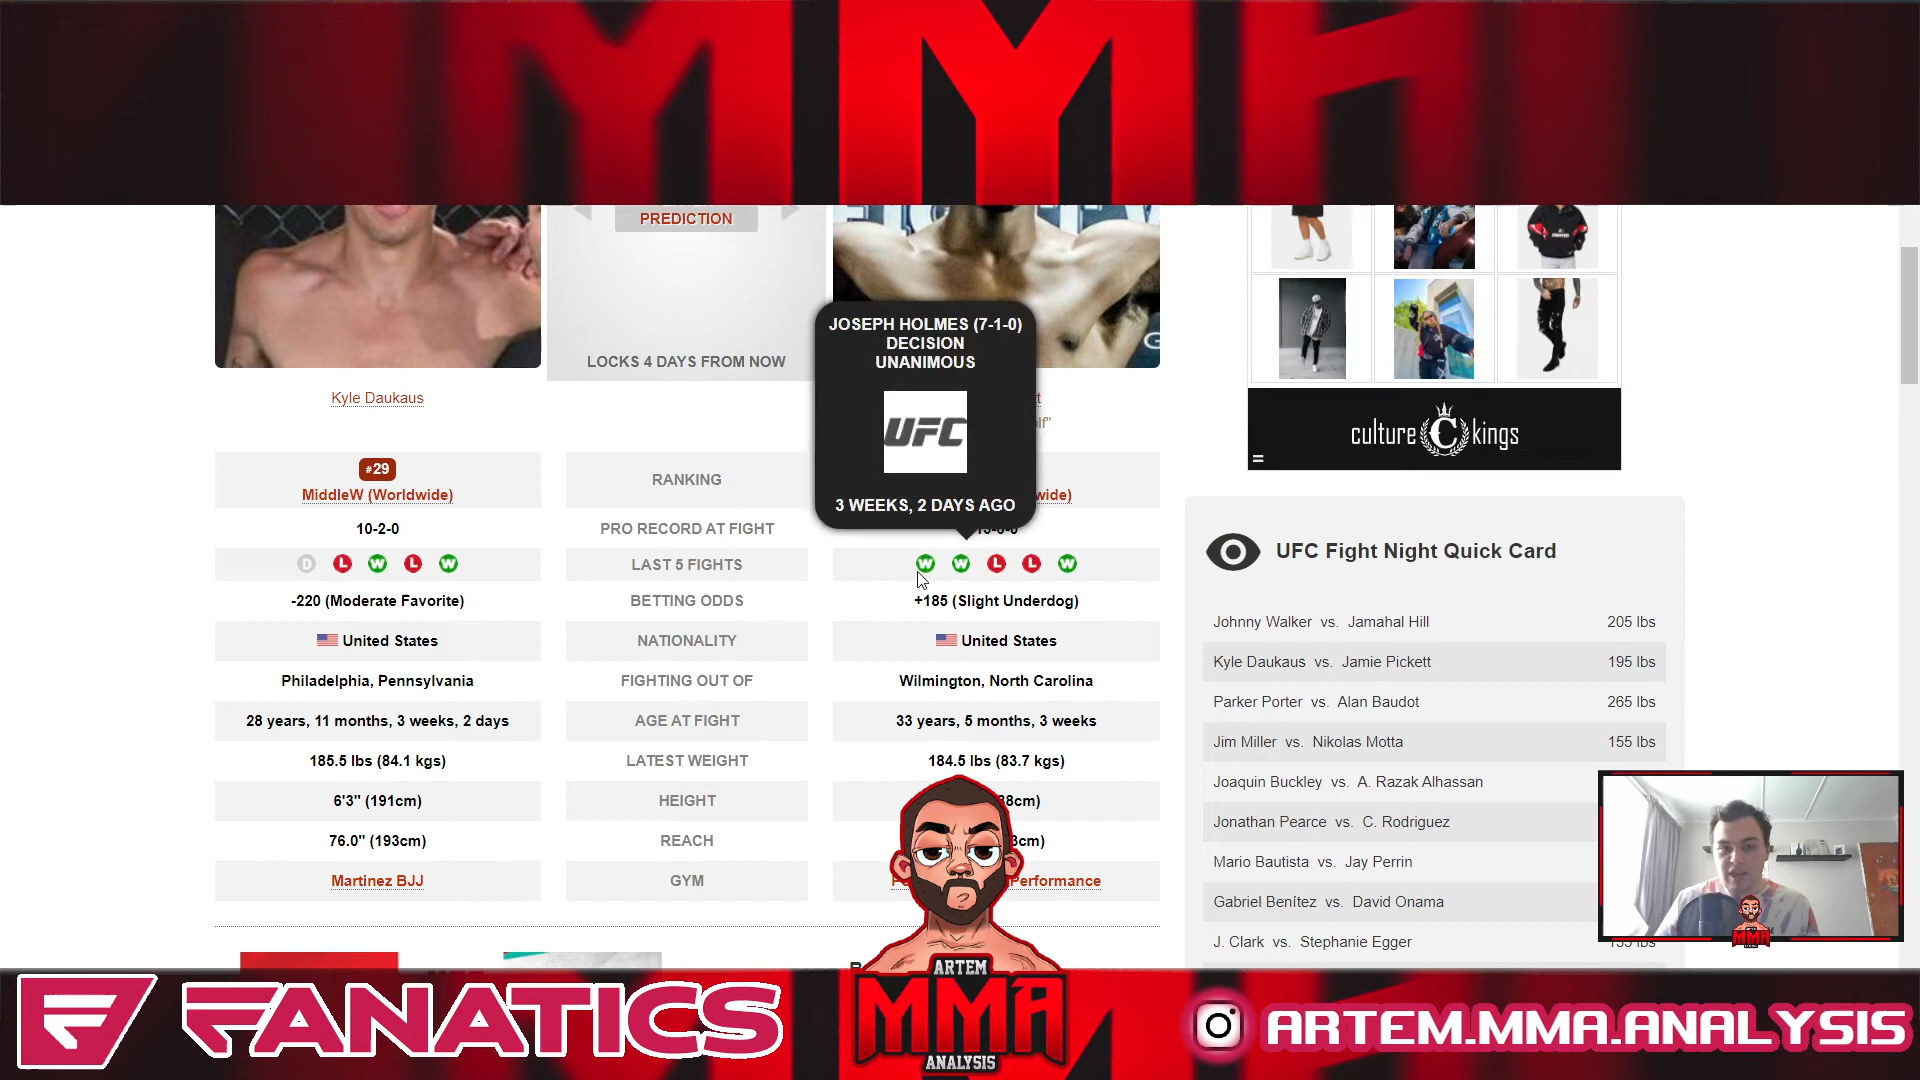 MMA
PREDICTION
LOCKS 4 DAYS FROM NOW
JOSEPH HOLMES (7-1-0)
DECISION
UNANIMOUS
UFC
3 WEEKS, 2 DAYS AGO
Kyle Daukaus
#29
MiddleW (Worldwide)
RANKING
10-2-0
PRO RECORD AT FIGHT
D L W L W
LAST 5 FIGHTS
W W L L W
-220 (Moderate Favorite)
BETTING ODDS
+185 (Slight Underdog)
United States
NATIONALITY
United States
Philadelphia, Pennsylvania
FIGHTING OUT OF
Wilmington, North Carolina
28 years, 11 months, 3 weeks, 2 days
AGE AT FIGHT
33 years, 5 months, 3 weeks
185.5 lbs (84.1 kgs)
LATEST WEIGHT
184.5 lbs (83.7 kgs)
6'3" (191cm)
HEIGHT
76.0" (193cm)
REACH
Martinez BJJ
GYM
Performance
culture C kings
UFC Fight Night Quick Card
Johnny Walker vs. Jamahal Hill 205 lbs
Kyle Daukaus vs. Jamie Pickett 195 lbs
Parker Porter vs. Alan Baudot 265 lbs
Jim Miller vs. Nikolas Motta 155 lbs
Joaquin Buckley vs. A. Razak Alhassan
Jonathan Pearce vs. C. Rodriguez
Mario Bautista vs. Jay Perrin
Gabriel Benítez vs. David Onama
J. Clark vs. Stephanie Egger
FANATICS
ARTEM
MMA
ANALYSIS
ARTEM.MMA.ANALYSIS